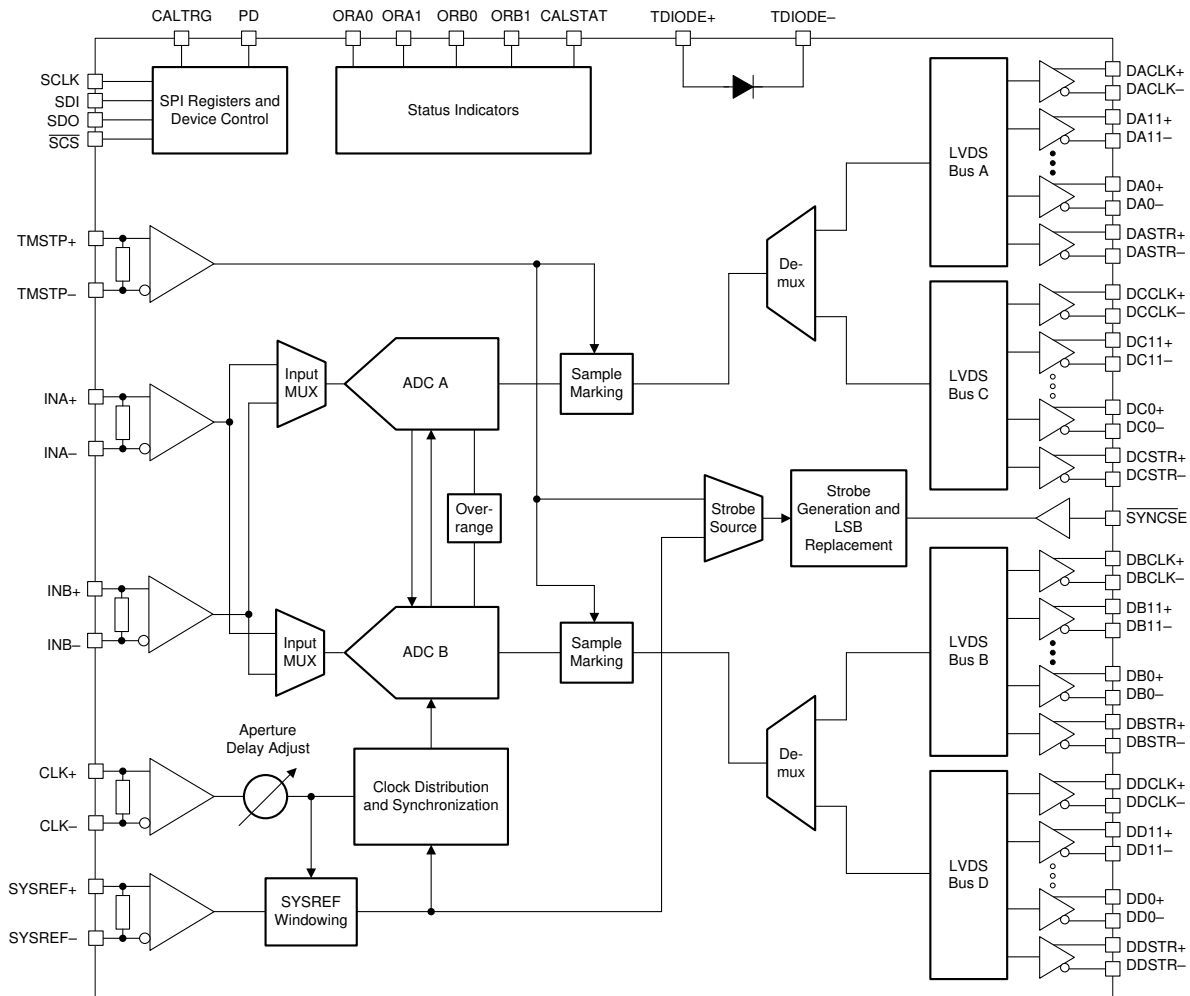 CALTRG
PD
ORA0
ORA1
ORB0
ORB1
CALSTAT
TDIODE+
TDIODE–
SCLK
SDI
SDO
SCS
SPI Registers and
Device Control
Status Indicators
TMSTP+
TMSTP–
INA+
INA–
INB+
INB–
CLK+
CLK–
SYSREF+
SYSREF–
Input
MUX
ADC A
Over-
range
Input
MUX
ADC B
Aperture
Delay Adjust
Clock Distribution
and Synchronization
SYSREF
Windowing
Sample
Marking
Sample
Marking
De-
mux
Strobe
Source
Strobe
Generation and
LSB
Replacement
De-
mux
LVDS
Bus A
LVDS
Bus C
LVDS
Bus B
LVDS
Bus D
DACLK+
DACLK–
DA11+
DA11–
DA0+
DA0–
DASTR+
DASTR–
DCCLK+
DCCLK–
DC11+
DC11–
DC0+
DC0–
DCSTR+
DCSTR–
SYNCSE
DBCLK+
DBCLK–
DB11+
DB11–
DB0+
DB0–
DBSTR+
DBSTR–
DDCLK+
DDCLK–
DD11+
DD11–
DD0+
DD0–
DDSTR+
DDSTR–